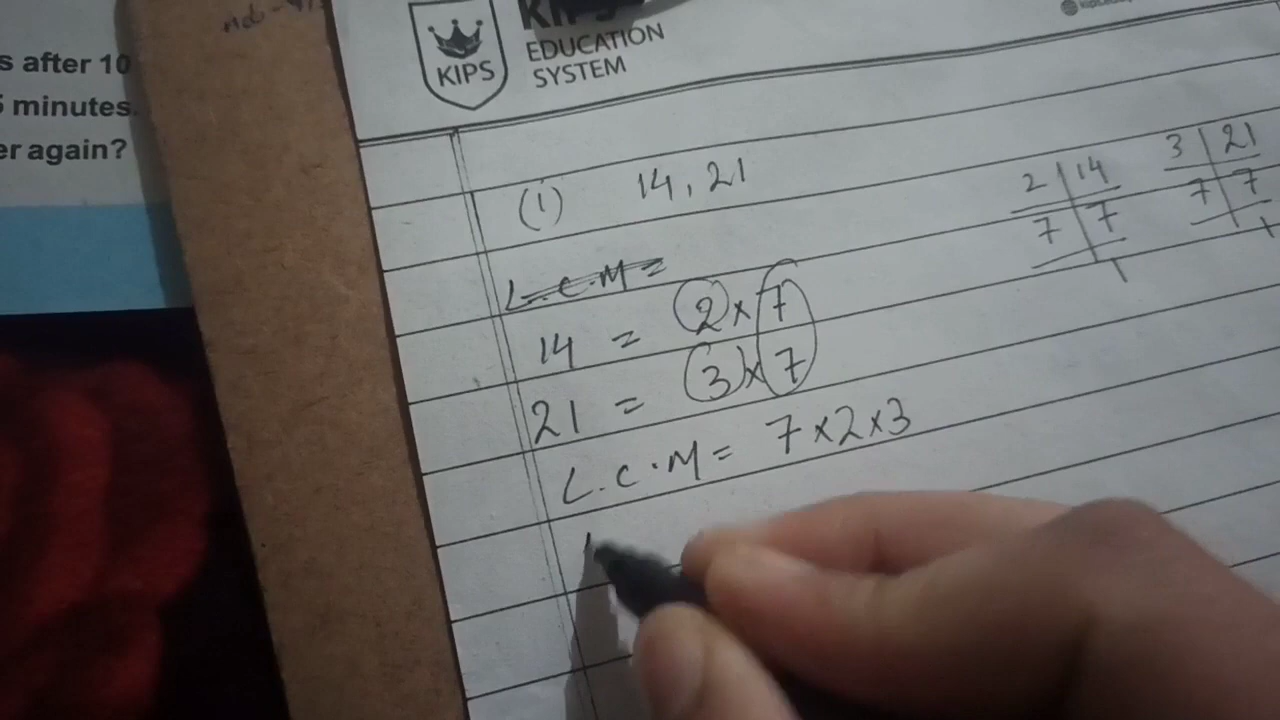 s after 10
5 minutes.
er again?
KIPS
EDUCATION
SYSTEM
(i) 14, 21
L.C.M =
14 = 2 × 7
21 = 3 × 7
L.C.M = 7×2×3
2 | 14
7 | 7
1
3 | 21
7 | 7
1